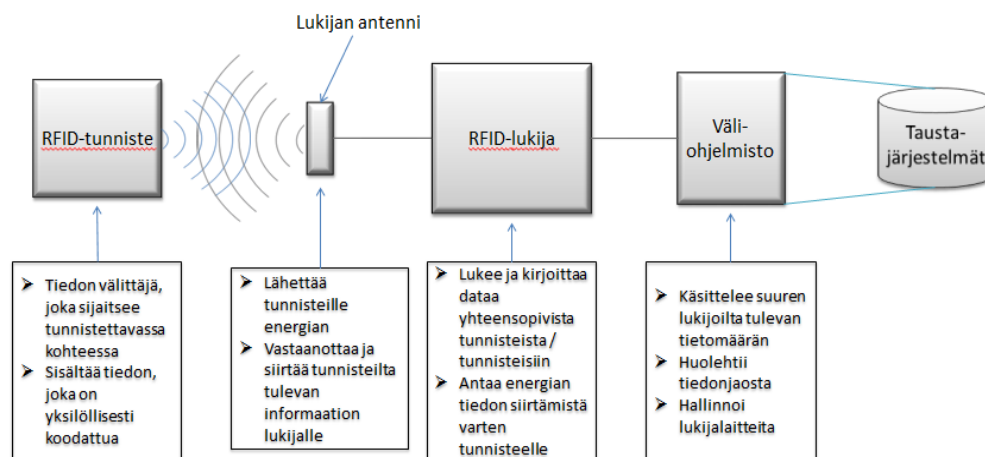 Lukijan antenni
RFID-tunniste
RFID-lukija
Väli-
ohjelmisto
Tausta-
järjestelmät
➤ Tiedon välittäjä,
joka sijaitsee
tunnistettavassa
kohteessa
➤ Sisältää tiedon,
joka on
yksilöllisesti
koodattua
➤ Lähettää
tunnisteille
energian
➤ Vastaanottaa ja
siirtää tunnisteilta
tulevan
informaation
lukijalle
➤ Lukee ja kirjoittaa
dataa
yhteensopivista
tunnisteista /
tunnisteisiin
➤ Antaa energian
tiedon siirtämistä
varten
tunnisteelle
➤ Käsittelee suuren
lukijoilta tulevan
tietomäärän
➤ Huolehtii
tiedonjaosta
➤ Hallinnoi
lukijalaitteita